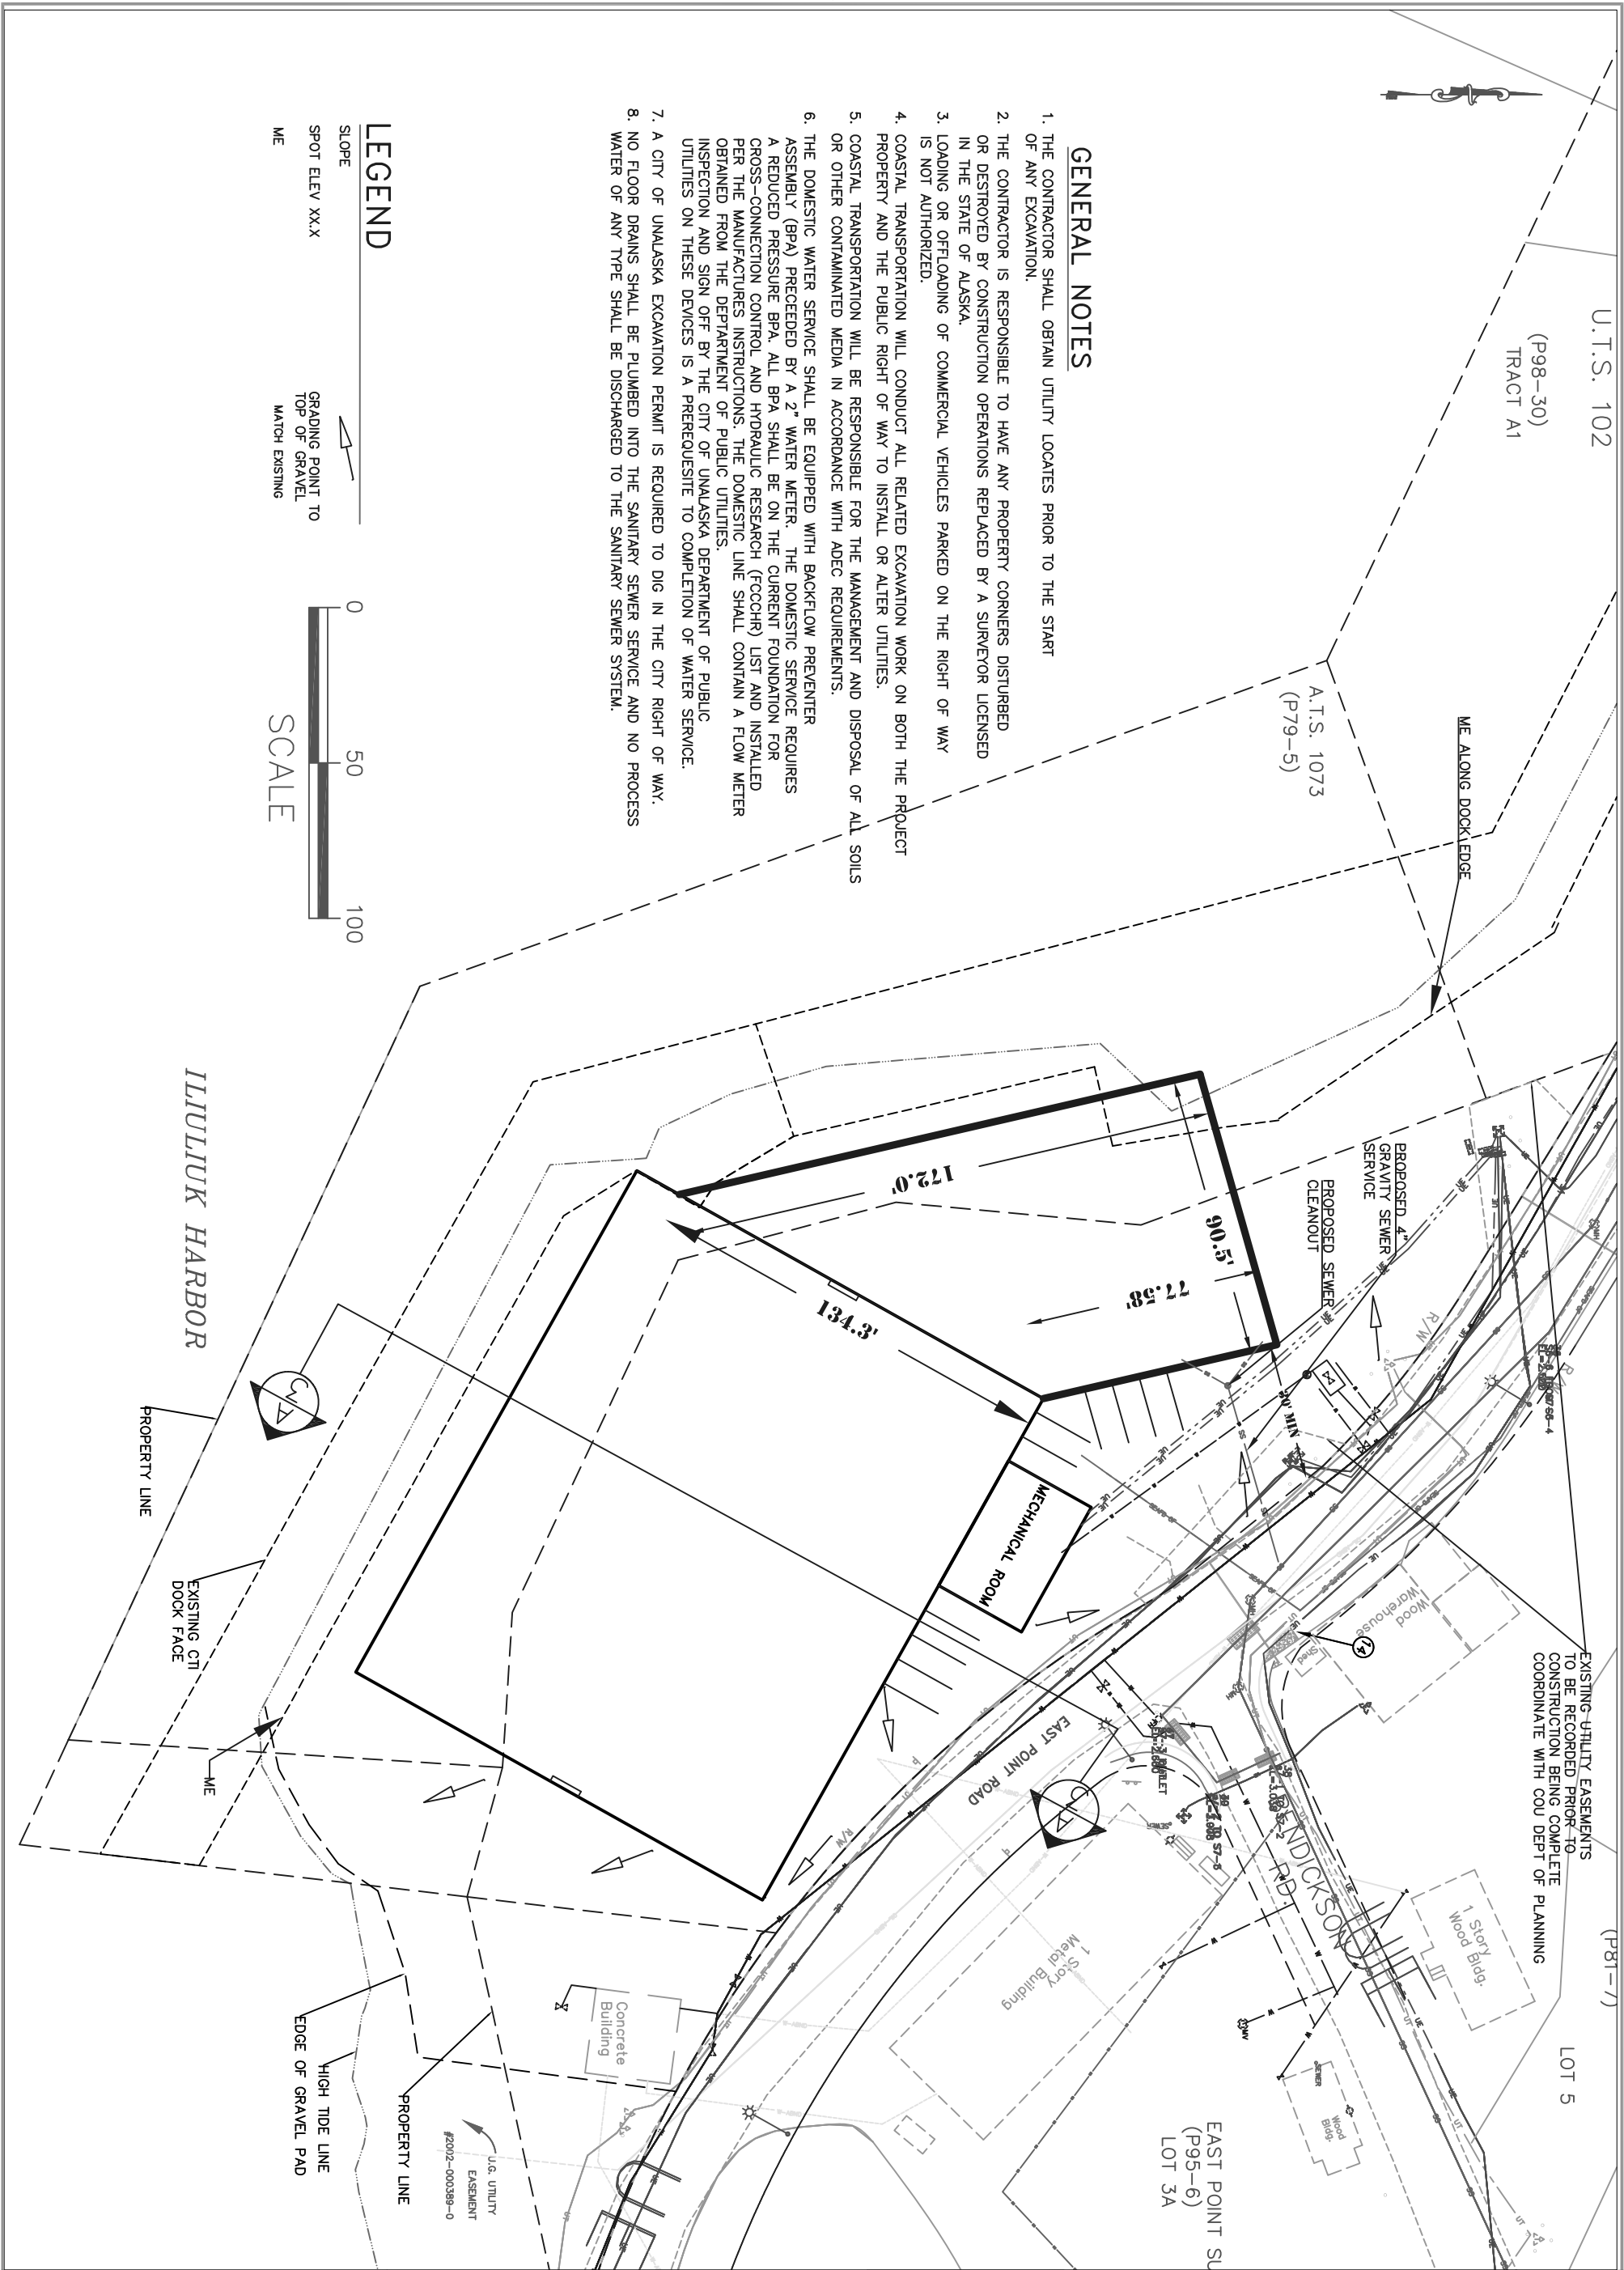 U.T.S. 102
(P98-30)
TRACT A1
A.T.S. 1073
(P79-5)
ME ALONG DOCK EDGE
GENERAL NOTES
1. THE CONTRACTOR SHALL OBTAIN UTILITY LOCATES PRIOR TO THE START
OF ANY EXCAVATION.
2. THE CONTRACTOR IS RESPONSIBLE TO HAVE ANY PROPERTY CORNERS DISTURBED
OR DESTROYED BY CONSTRUCTION OPERATIONS REPLACED BY A SURVEYOR LICENSED
IN THE STATE OF ALASKA.
3. LOADING OR OFFLOADING OF COMMERCIAL VEHICLES PARKED ON THE RIGHT OF WAY
IS NOT AUTHORIZED.
4. COASTAL TRANSPORTATION WILL CONDUCT ALL RELATED EXCAVATION WORK ON BOTH THE PROJECT
PROPERTY AND THE PUBLIC RIGHT OF WAY TO INSTALL OR ALTER UTILITIES.
5. COASTAL TRANSPORTATION WILL BE RESPONSIBLE FOR THE MANAGEMENT AND DISPOSAL OF ALL SOILS
OR OTHER CONTAMINATED MEDIA IN ACCORDANCE WITH ADEC REQUIREMENTS.
6. THE DOMESTIC WATER SERVICE SHALL BE EQUIPPED WITH BACKFLOW PREVENTER
ASSEMBLY (BPA) PRECEEDED BY A 2" WATER METER. THE DOMESTIC SERVICE REQUIRES
A REDUCED PRESSURE BPA. ALL BPA SHALL BE ON THE CURRENT FOUNDATION FOR
CROSS-CONNECTION CONTROL AND HYDRAULIC RESEARCH (FCCCHR) LIST AND INSTALLED
PER THE MANUFACTURES INSTRUCTIONS. THE DOMESTIC LINE SHALL CONTAIN A FLOW METER
OBTAINED FROM THE DEPTARTMENT OF PUBLIC UTILITIES.
INSPECTION AND SIGN OFF BY THE CITY OF UNALASKA DEPARTMENT OF PUBLIC
UTILITIES ON THESE DEVICES IS A PREREQUESITE TO COMPLETION OF WATER SERVICE.
7. A CITY OF UNALASKA EXCAVATION PERMIT IS REQUIRED TO DIG IN THE CITY RIGHT OF WAY.
8. NO FLOOR DRAINS SHALL BE PLUMBED INTO THE SANITARY SEWER SERVICE AND NO PROCESS
WATER OF ANY TYPE SHALL BE DISCHARGED TO THE SANITARY SEWER SYSTEM.
LEGEND
SLOPE
SPOT ELEV XX.X
GRADING POINT TO
TOP OF GRAVEL
ME
MATCH EXISTING
0
50
100
SCALE
PROPOSED 4"
GRAVITY SEWER
SERVICE
PROPOSED SEWER
CLEANOUT
172.0'
90.5'
77.58'
134.3'
10' MIN
MECHANICAL ROOM
R/W
R/W
EXISTING UTILITY EASEMENTS
TO BE RECORDED PRIOR TO
CONSTRUCTION BEING COMPLETE
COORDINATE WITH COU DEPT OF PLANNING
(P81-7)
LOT 5
Wood
Warehouse
Shed
1 Story
Wood Bldg.
Wood
Bldg.
SEWER
EAST POINT ROAD
R/W
1
Story
Metal Building
EAST POINT SU
(P95-6)
LOT 3A
Concrete
Building
U.G. UTILITY
EASEMENT
#2002-000389-0
PROPERTY LINE
HIGH TIDE LINE
EDGE OF GRAVEL PAD
ILIULIUK HARBOR
PROPERTY LINE
EXISTING CTI
DOCK FACE
ME